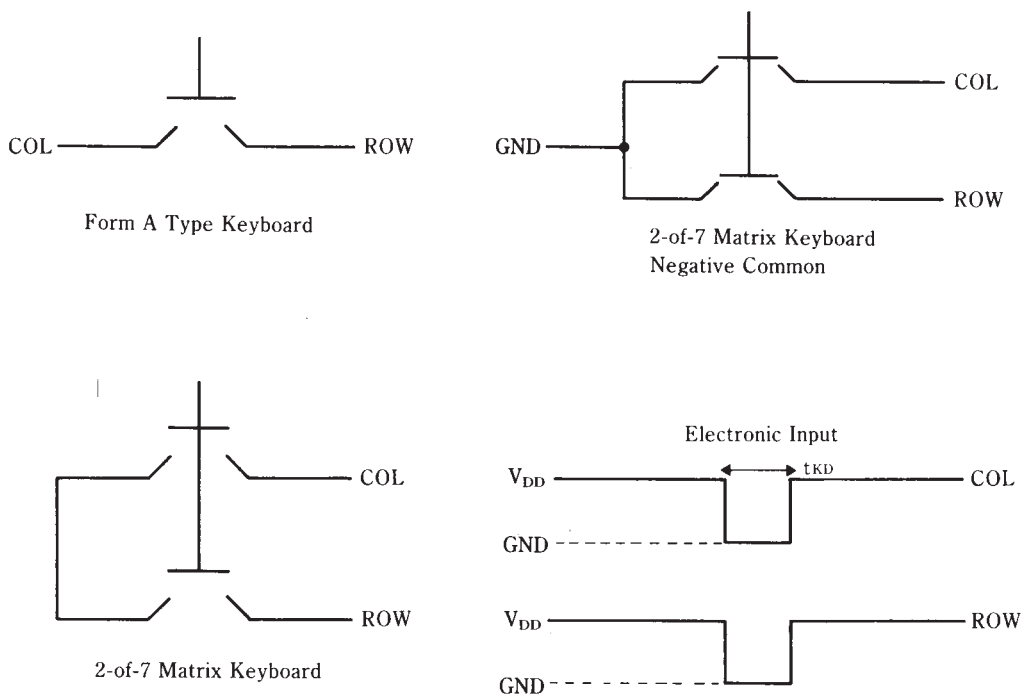 COL
ROW
Form A Type Keyboard
COL
GND
ROW
2-of-7 Matrix Keyboard
Negative Common
COL
ROW
2-of-7 Matrix Keyboard
Electronic Input
tKD
VDD
COL
GND
VDD
ROW
GND